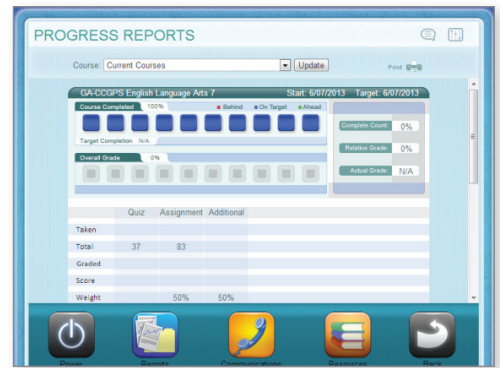 PROGRESS REPORTS
Course: Current Courses Update Print
GA-CCGPS English Language Arts 7 Start: 6/07/2013 Target: 6/07/2013
Course Completed 100% Behind On Target Ahead
Target Completion N/A
Overall Grade 0%
Complete Count 0%
Relative Grade 0%
Actual Grade N/A
Quiz Assignment Additional
Taken
Total 37 83
Graded
Score
Weight 50% 50%
Power Reports Communications Resources Back